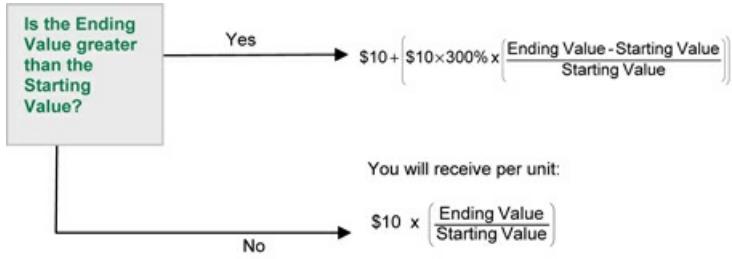 Is the Ending
Value greater
than the
Starting
Value?
Yes
$10+($10×300% x(Ending Value-Starting Value
Starting Value))
You will receive per unit:
$10 x (Ending Value
Starting Value)
No